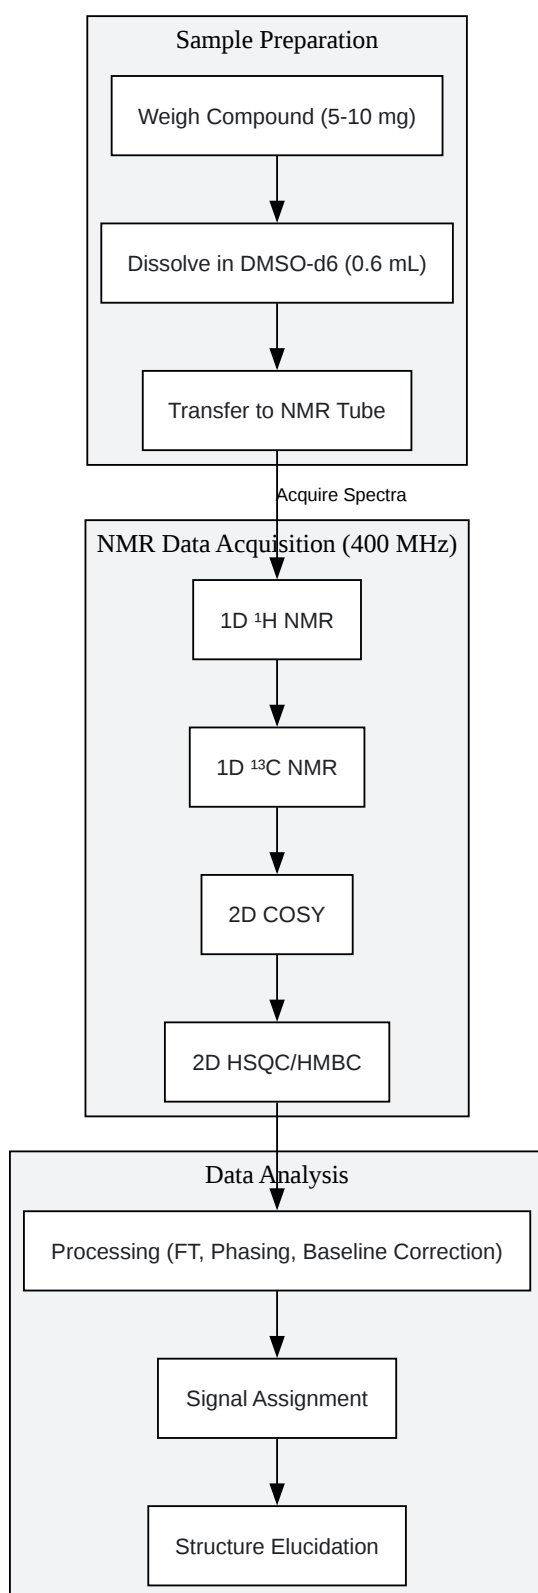 Sample Preparation
Weigh Compound (5-10 mg)
Dissolve in DMSO-d6 (0.6 mL)
Transfer to NMR Tube
Acquire Spectra
NMR Data Acquisition (400 MHz)
1D ¹H NMR
1D ¹³C NMR
2D COSY
2D HSQC/HMBC
Data Analysis
Processing (FT, Phasing, Baseline Correction)
Signal Assignment
Structure Elucidation